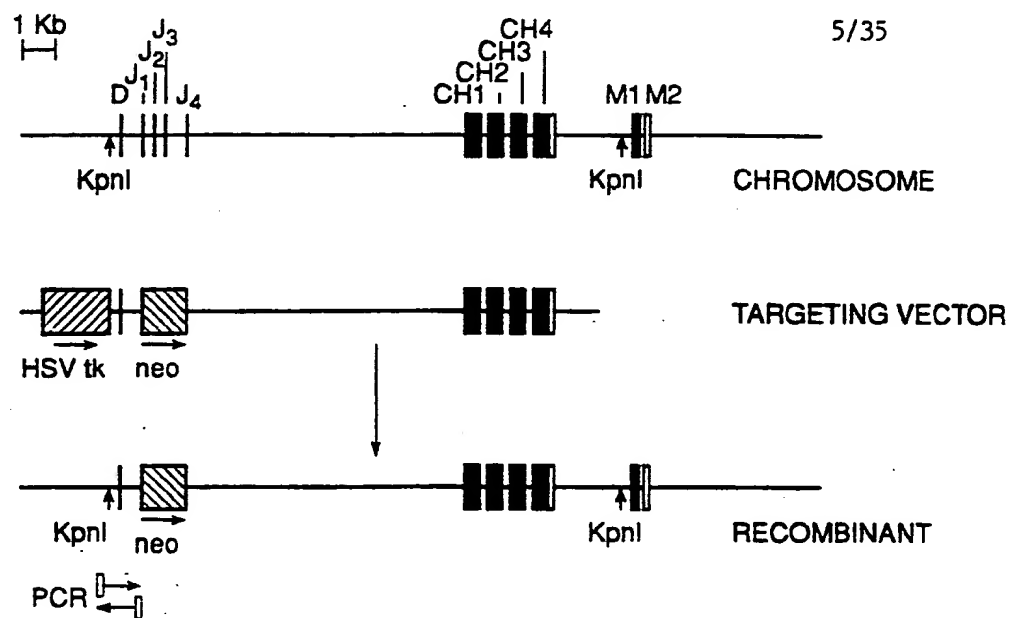 1 Kb
5/35
D
J1
J2
J3
J4
CH1
CH2
CH3
CH4
M1 M2
KpnI
KpnI
CHROMOSOME
HSV tk
neo
TARGETING VECTOR
KpnI
neo
KpnI
RECOMBINANT
PCR